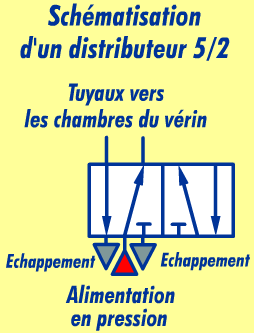 Schématisation
d'un distributeur 5/2
Tuyaux vers
les chambres du vérin
Echappement
Echappement
Alimentation
en pression